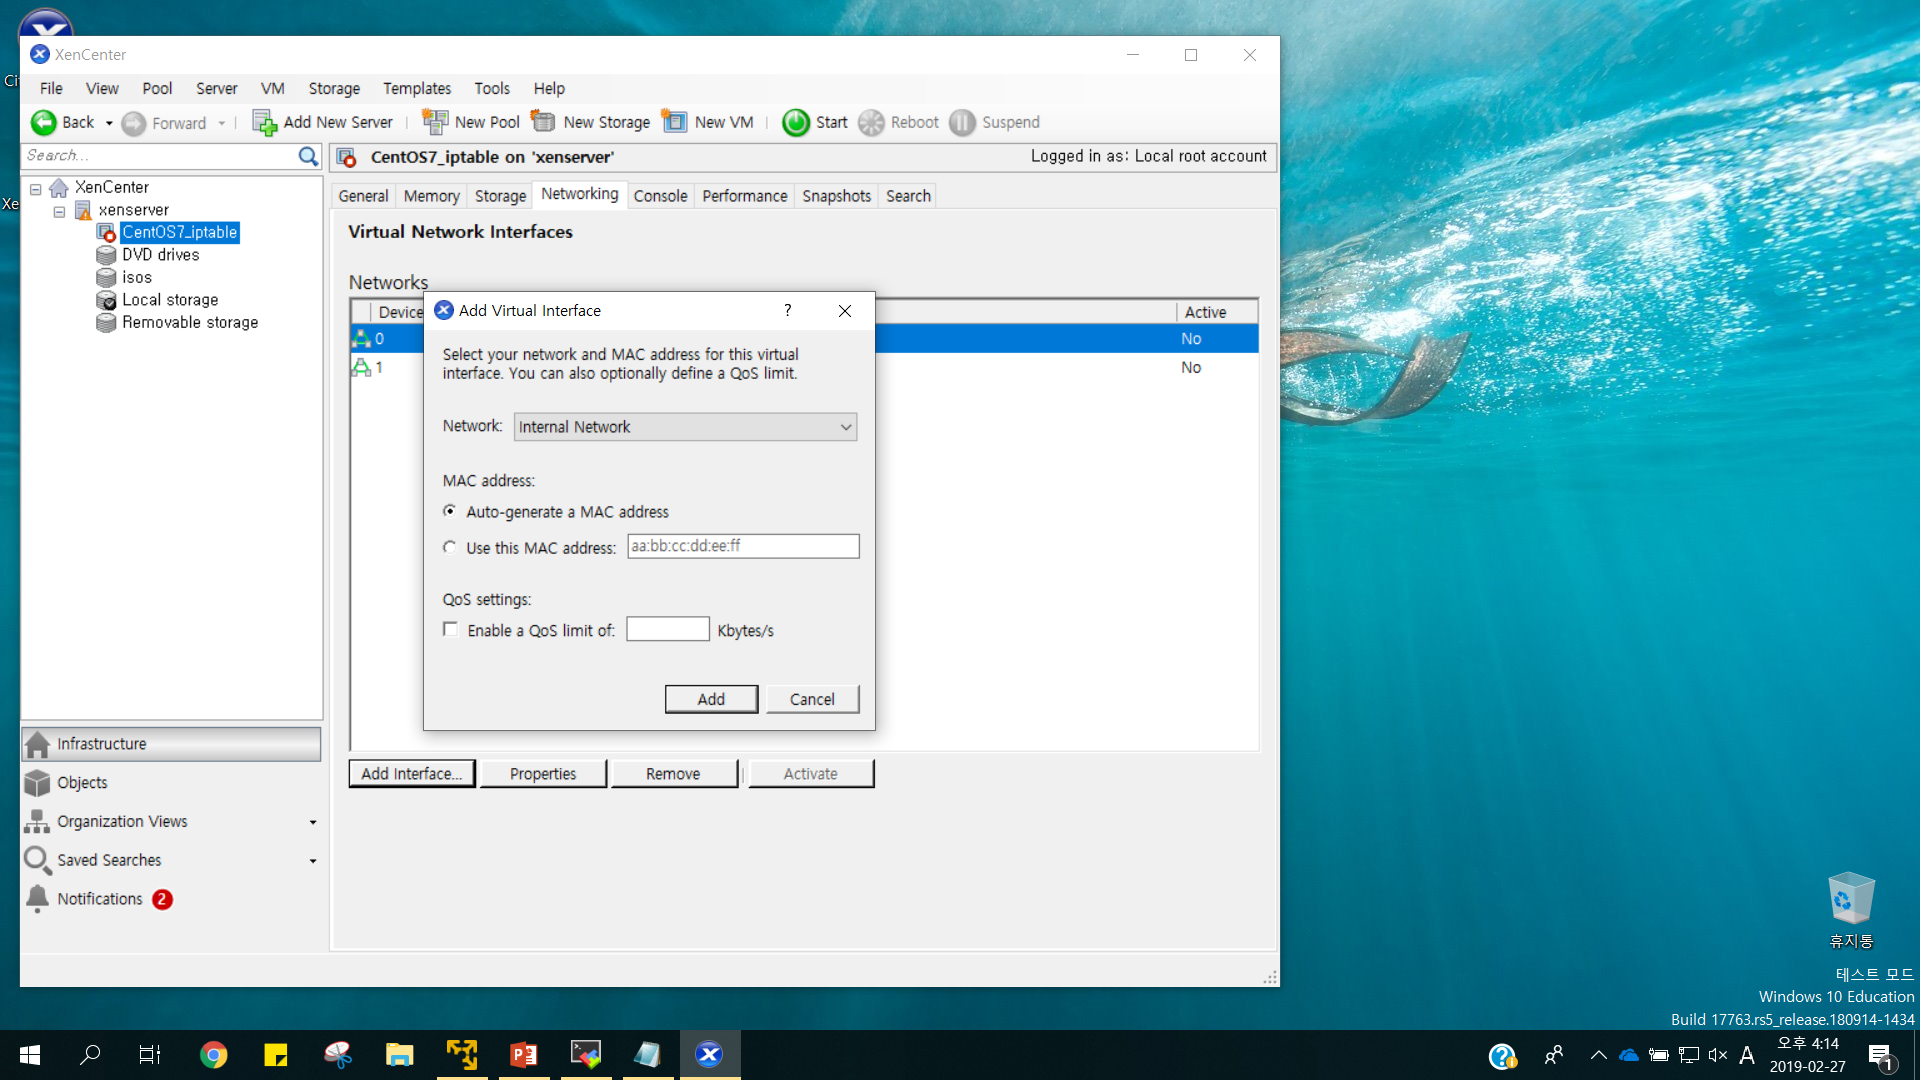 XenCenter
File View Pool Server VM Storage Templates Tools Help
Back Forward Add New Server New Pool New Storage New VM Start Reboot Suspend
Search...
CentOS7_iptable on 'xenserver'
Logged in as: Local root account
XenCenter
xenserver
CentOS7_iptable
DVD drives
isos
Local storage
Removable storage
General Memory Storage Networking Console Performance Snapshots Search
Virtual Network Interfaces
Networks
Device Active
0 No
1 No
Add Virtual Interface
?
Select your network and MAC address for this virtual
interface. You can also optionally define a QoS limit.
Network: Internal Network
MAC address:
Auto-generate a MAC address
Use this MAC address: aa:bb:cc:dd:ee:ff
QoS settings:
Enable a QoS limit of: Kbytes/s
Add Cancel
Add Interface... Properties Remove Activate
Infrastructure
Objects
Organization Views
Saved Searches
Notifications 2
Ci
Xe
휴지통
테스트 모드
Windows 10 Education
Build 17763.rs5_release.180914-1434
A
오후 4:14
2019-02-27
1